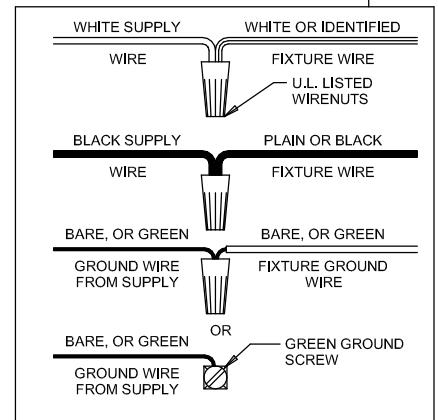 WHITE SUPPLY WHITE OR IDENTIFIED
WIRE FIXTURE WIRE
U.L. LISTED
WIRENUTS
BLACK SUPPLY PLAIN OR BLACK
WIRE FIXTURE WIRE
BARE, OR GREEN BARE, OR GREEN
GROUND WIRE FIXTURE GROUND
FROM SUPPLY WIRE
OR
BARE, OR GREEN GREEN GROUND
SCREW
GROUND WIRE
FROM SUPPLY